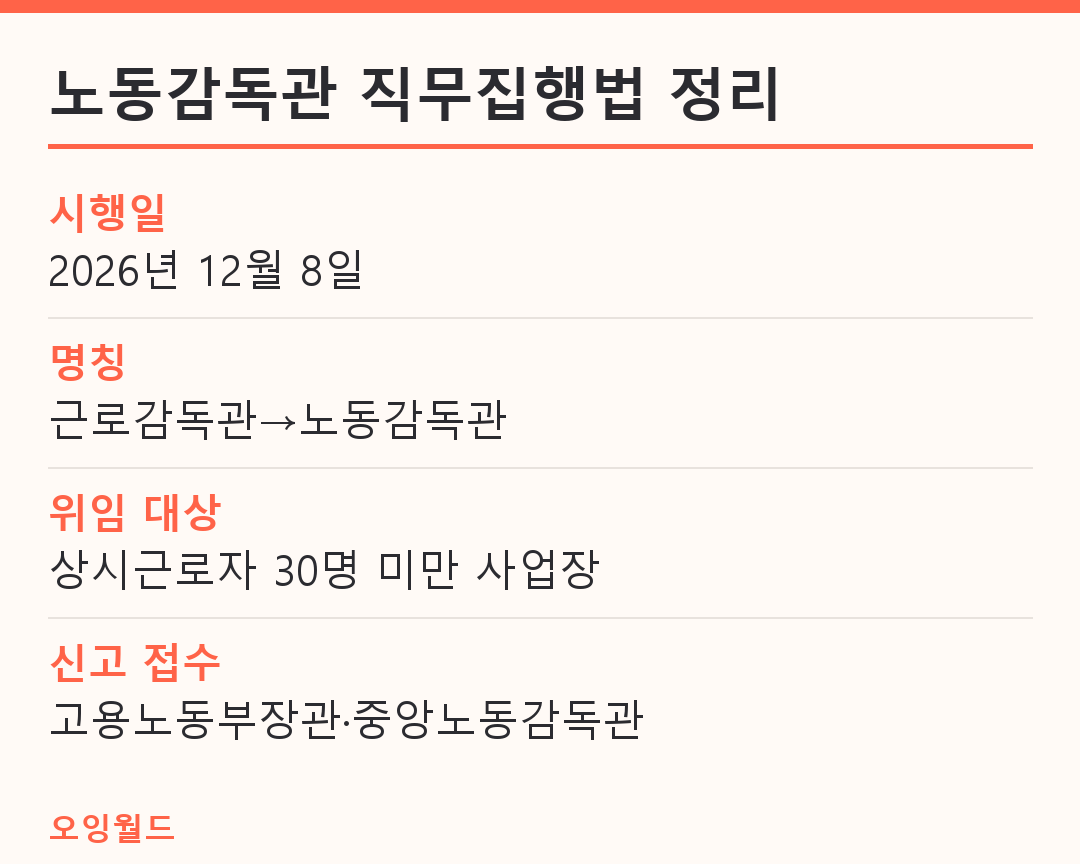 노동감독관 직무집행법 정리
시행일
2026년 12월 8일
명칭
근로감독관→노동감독관
위임 대상
상시근로자 30명 미만 사업장
신고 접수
고용노동부장관·중앙노동감독관
오잉월드